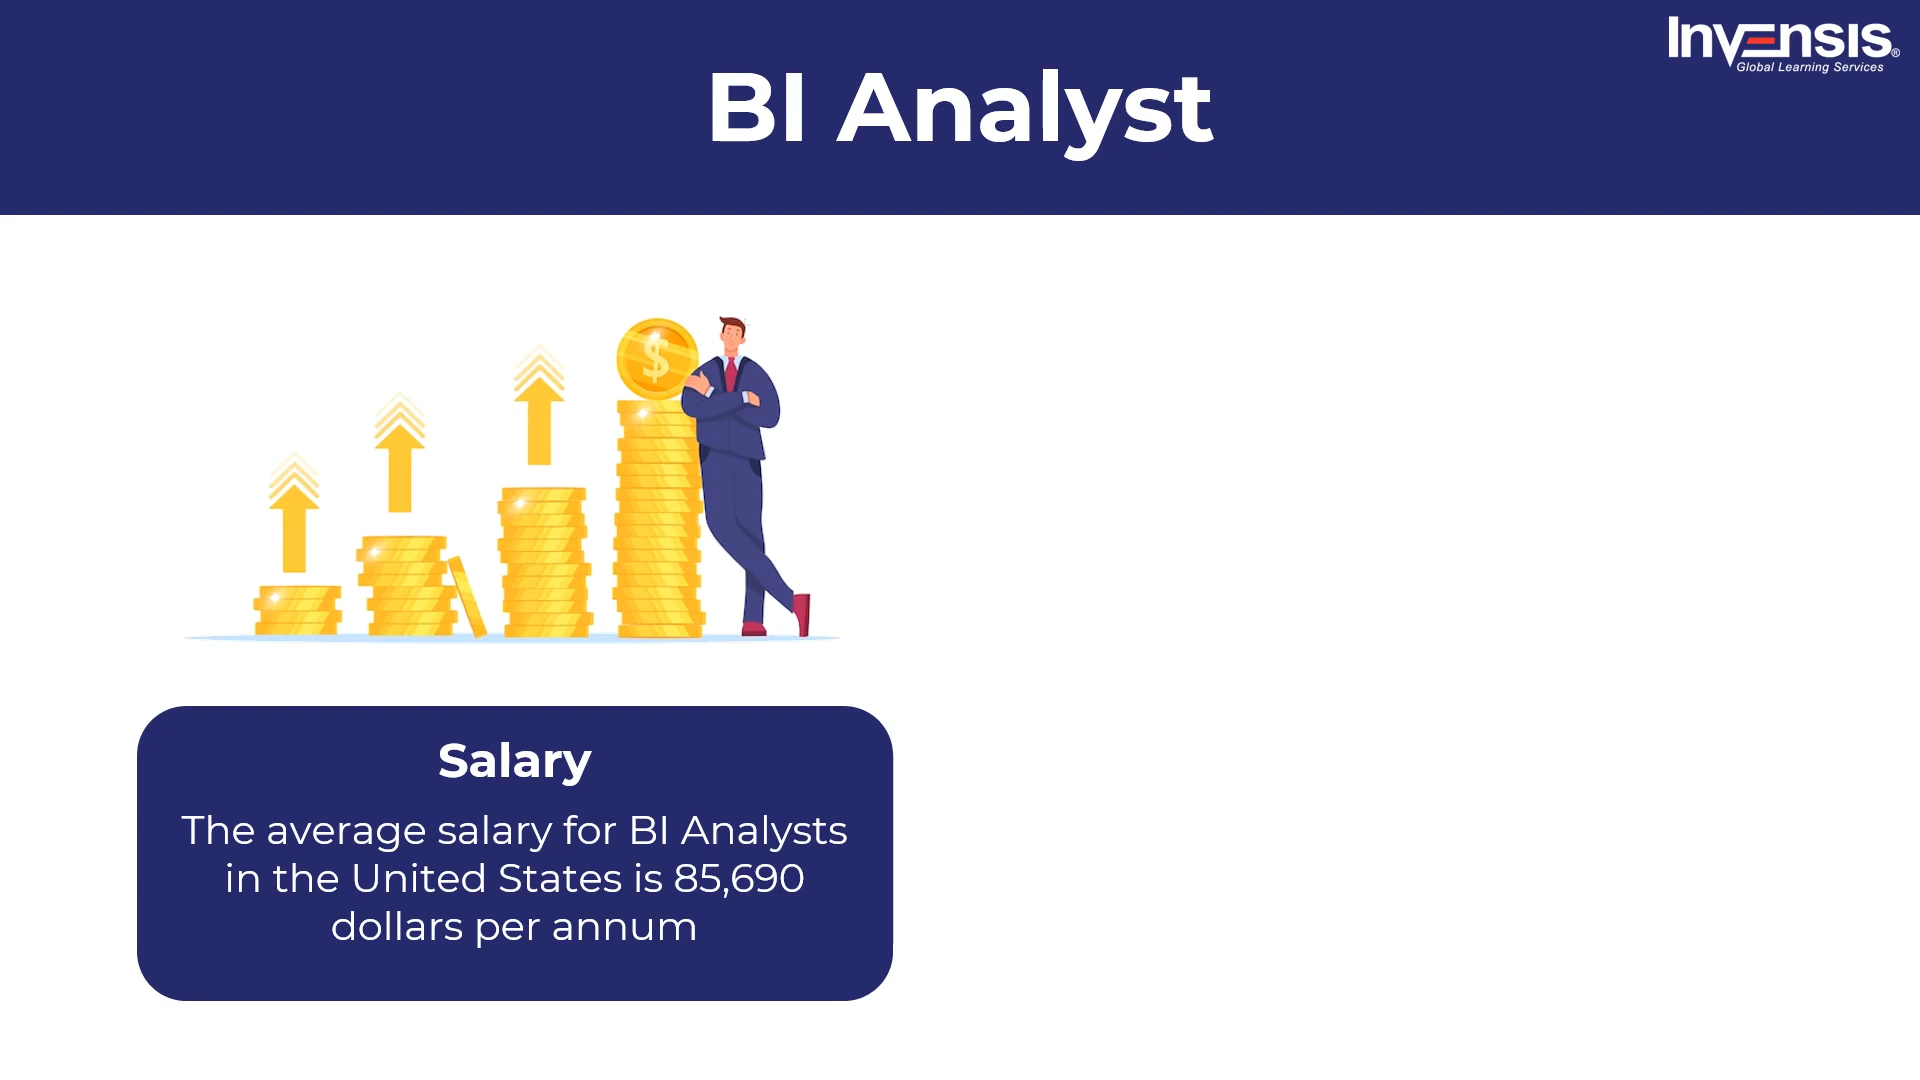 Invensis®
Global Learning Services
BI Analyst
$
Salary
The average salary for BI Analysts
in the United States is 85,690
dollars per annum